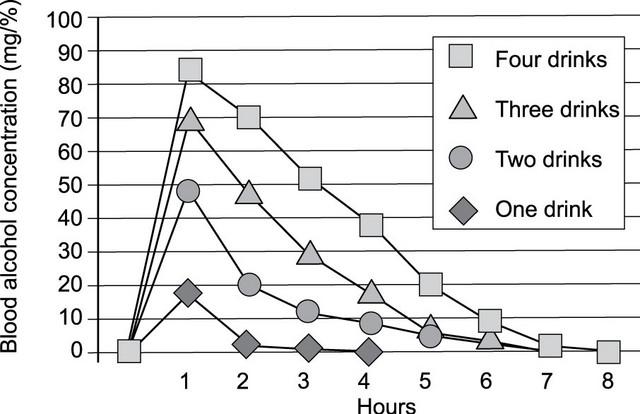 Blood alcohol concentration (mg/%)
100
90
80
70
60
50
40
30
20
10
0
Four drinks
Three drinks
Two drinks
One drink
1 2 3 4 5 6 7 8
Hours